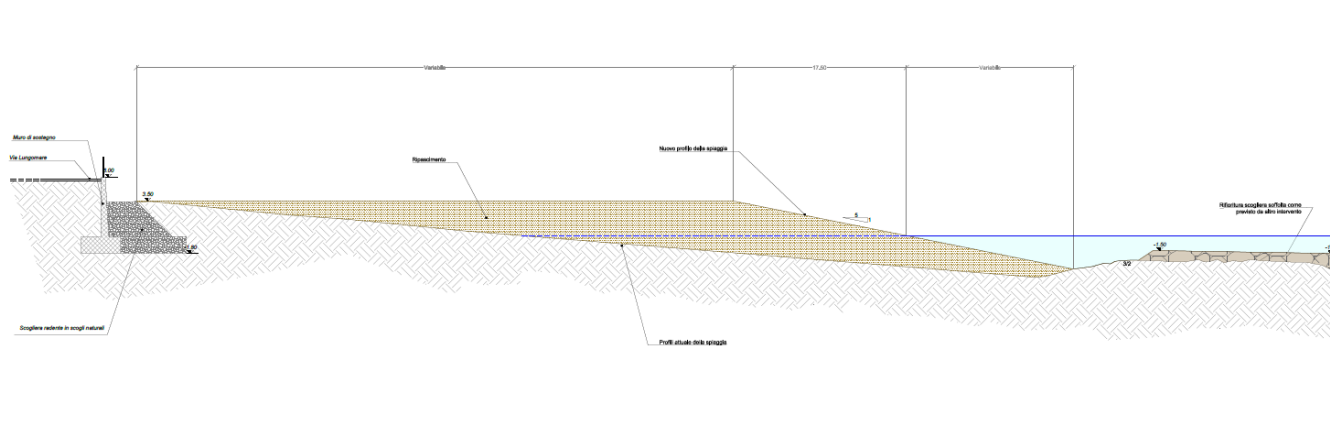 Variabile
17,50
Variabile
Muro di sostegno
Via Lungomare
Ripascimento
Nuovo profilo della spiaggia
3.50
5
1
Rifioritura scogliera soffolta come
previsto da altro intervento
-1.50
3/2
Scogliera radente in scogli naturali
Profili attuale della spiaggia